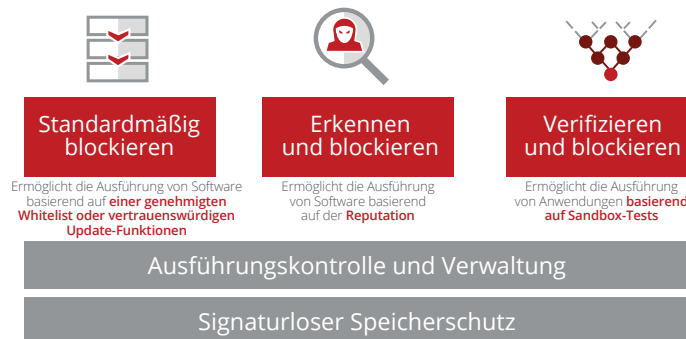 Standardmäßig
blockieren
Ermöglicht die Ausführung von Software
basierend auf einer genehmigten
Whitelist oder vertrauenswürdigen
Update-Funktionen
Erkennen
und blockieren
Ermöglicht die Ausführung
von Software basierend
auf der Reputation
Verifizieren
und blockieren
Ermöglicht die Ausführung
von Anwendungen basierend
auf Sandbox-Tests
Ausführungskontrolle und Verwaltung
Signaturloser Speicherschutz